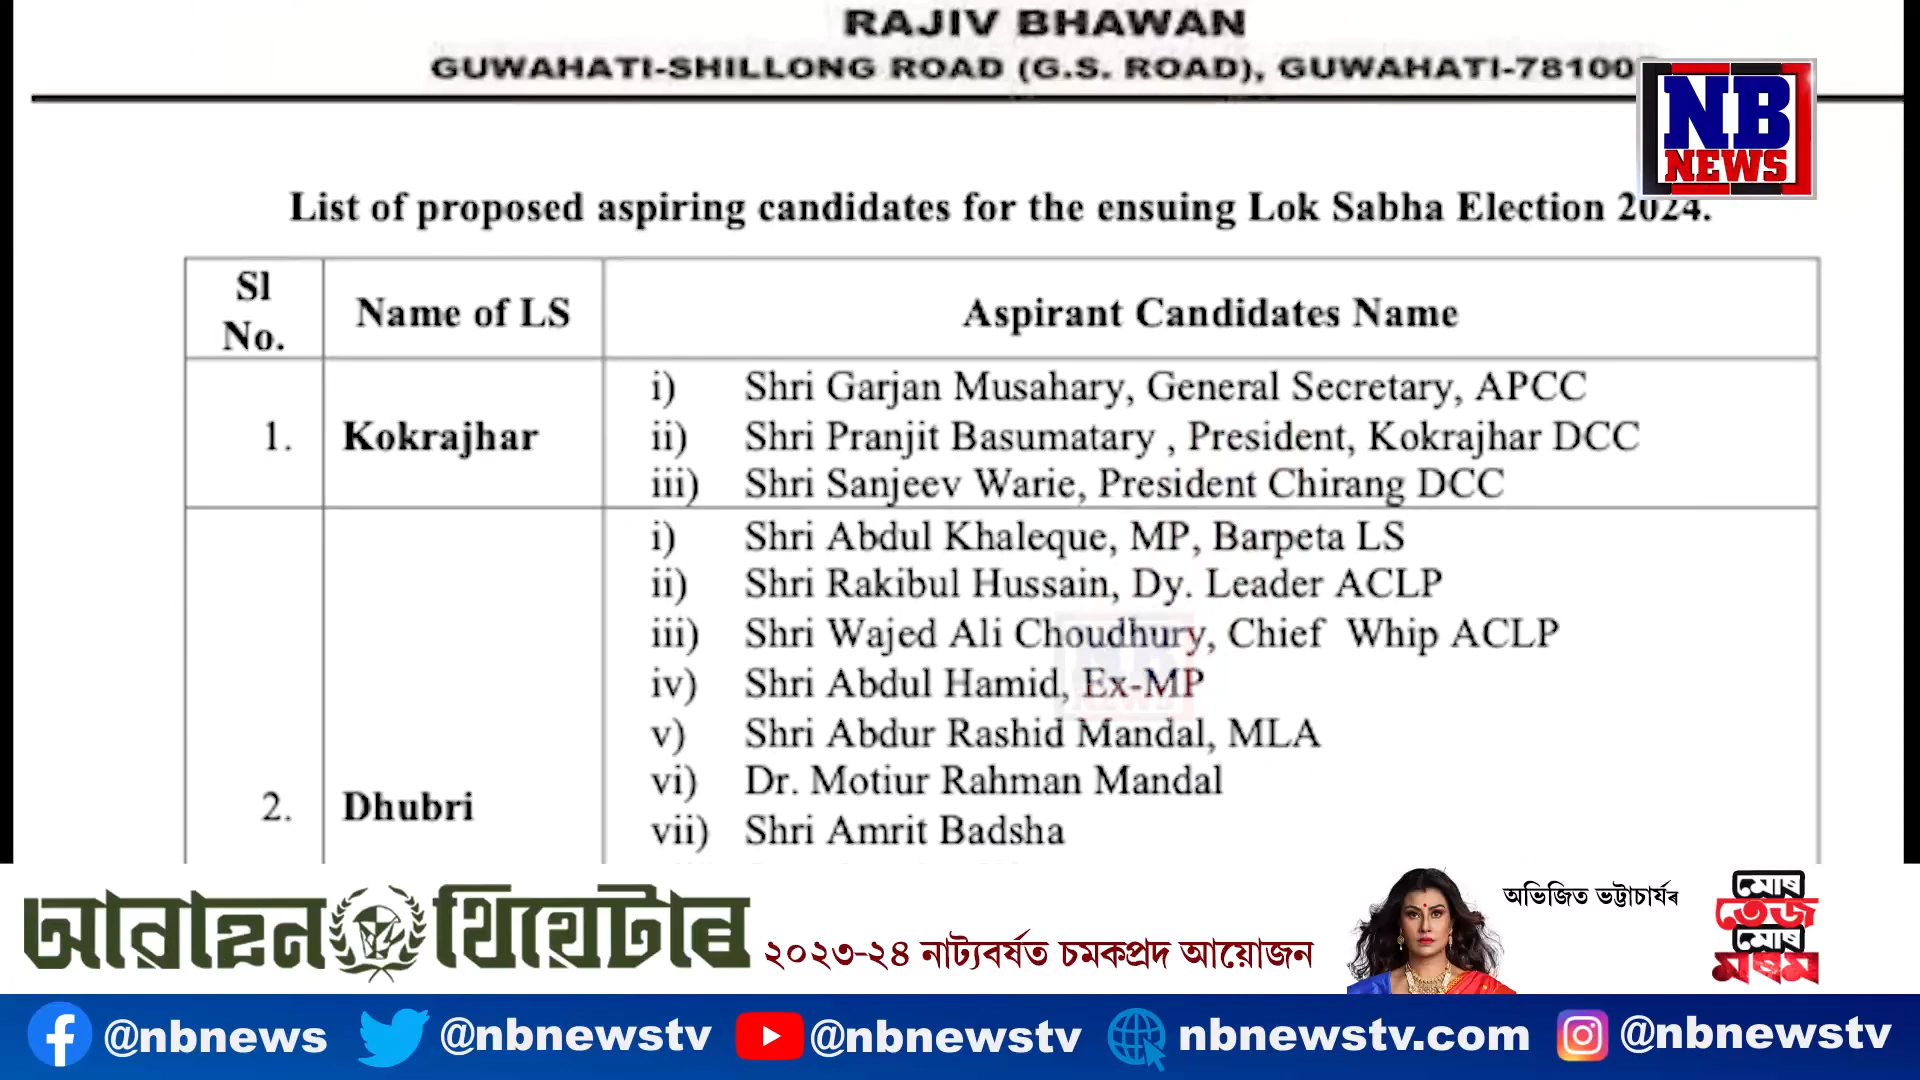 RAJIV BHAWAN
GUWAHATI-SHILLONG ROAD (G.S. ROAD), GUWAHATI-78100
NB
NEWS
List of proposed aspiring candidates for the ensuing Lok Sabha Election 2024.
Sl No.
Name of LS
Aspirant Candidates Name
1.
Kokrajhar
i) Shri Garjan Musahary, General Secretary, APCC
ii) Shri Pranjit Basumatary , President, Kokrajhar DCC
iii) Shri Sanjeev Warie, President Chirang DCC
2.
Dhubri
i) Shri Abdul Khaleque, MP, Barpeta LS
ii) Shri Rakibul Hussain, Dy. Leader ACLP
iii) Shri Wajed Ali Choudhury, Chief Whip ACLP
iv) Shri Abdul Hamid, Ex-MP
v) Shri Abdur Rashid Mandal, MLA
vi) Dr. Motiur Rahman Mandal
vii) Shri Amrit Badsha
NB
NEWS
আৱাহন থিয়েটাৰ
২০২৩-২৪ নাট্যবৰ্ষত চমকপ্ৰদ আয়োজন
অভিজিত ভট্টাচাৰ্যৰ
মোৰ
তেজ
মোৰ
মৰম
@nbnews
@nbnewstv
@nbnewstv
nbnewstv.com
@nbnewstv